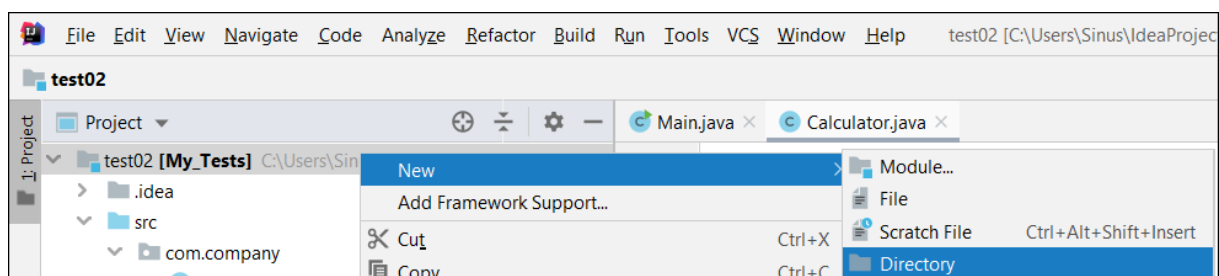 File Edit View Navigate Code Analyze Refactor Build Run Tools VCS Window Help test02 [C:\Users\Sinus\IdeaProjec
test02
1: Project
Project
Main.java
Calculator.java
test02 [My_Tests] C:\Users\Sin
.idea
src
com.company
New
Add Framework Support...
Cut Ctrl+X
Copy Ctrl+C
Module...
File
Scratch File Ctrl+Alt+Shift+Insert
Directory